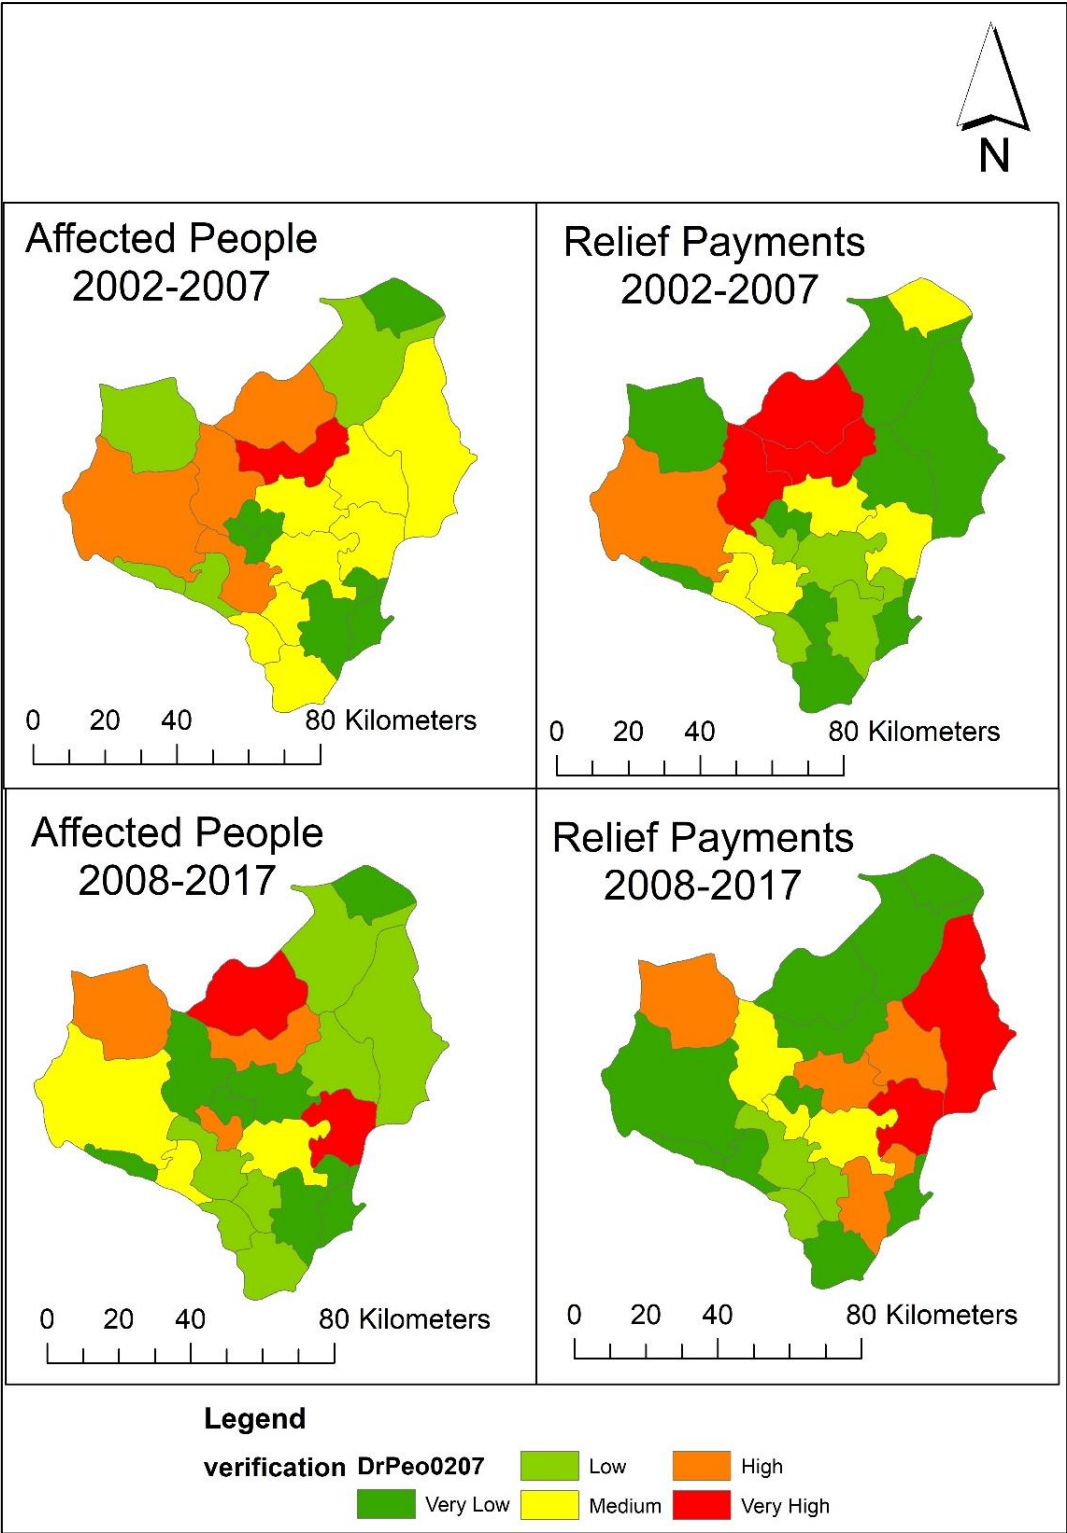 N
Affected People
2002-2007
Relief Payments
2002-2007
0 20 40 80 Kilometers
0 20 40 80 Kilometers
Affected People
2008-2017
Relief Payments
2008-2017
0 20 40 80 Kilometers
0 20 40 80 Kilometers
Legend
verification DrPeo0207 Low High
Very Low Medium Very High